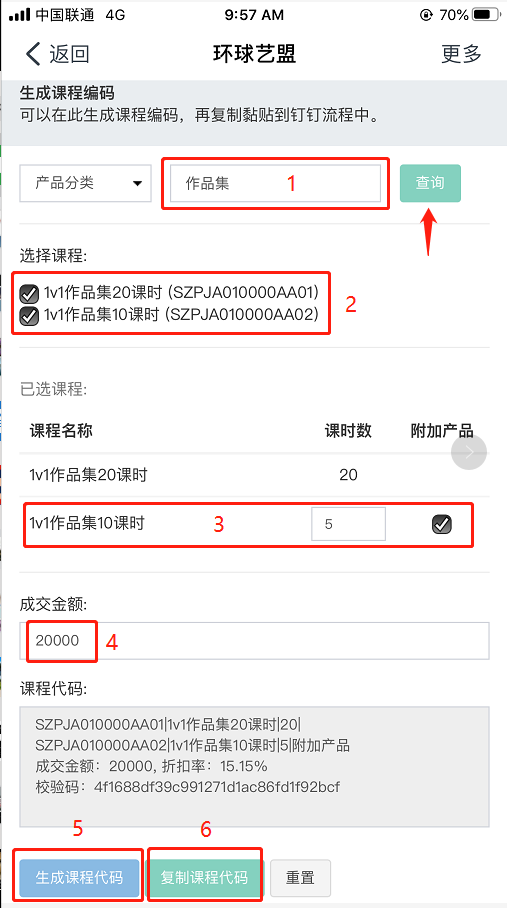 中国联通 4G 9:57 AM 70%
返回 环球艺盟 更多
生成课程编码
可以在此生成课程编码，再复制黏贴到钉钉流程中。
产品分类 作品集 1 查询
选择课程:
1v1作品集20课时 (SZPJA010000AA01)
1v1作品集10课时 (SZPJA010000AA02)
2
已选课程:
课程名称 课时数 附加产品
1v1作品集20课时 20
1v1作品集10课时 3 5
成交金额:
20000 4
课程代码:
SZPJA010000AA01|1v1作品集20课时|20|
SZPJA010000AA02|1v1作品集10课时|5|附加产品
成交金额：20000, 折扣率：15.15%
校验码：4f1688df39c991271d1ac86fd1f92bcf
5 6
生成课程代码 复制课程代码 重置